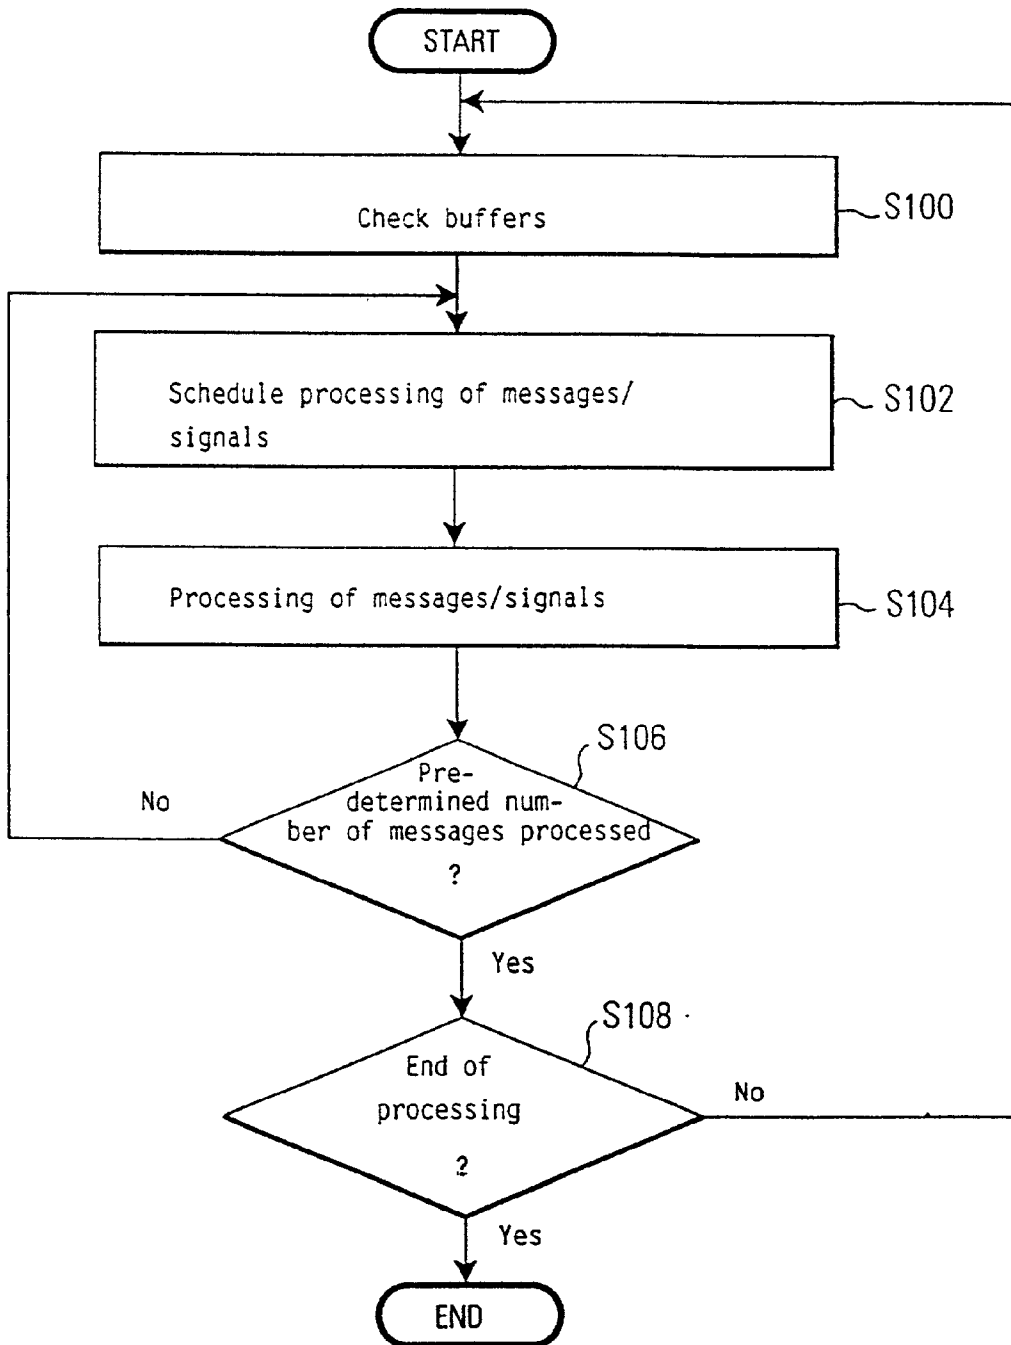 START
Check buffers
S100
Schedule processing of messages/
signals
S102
Processing of messages/signals
S104
S106
Pre-
determined num-
ber of messages processed
?
No
Yes
S108
End of
processing
?
No
Yes
END